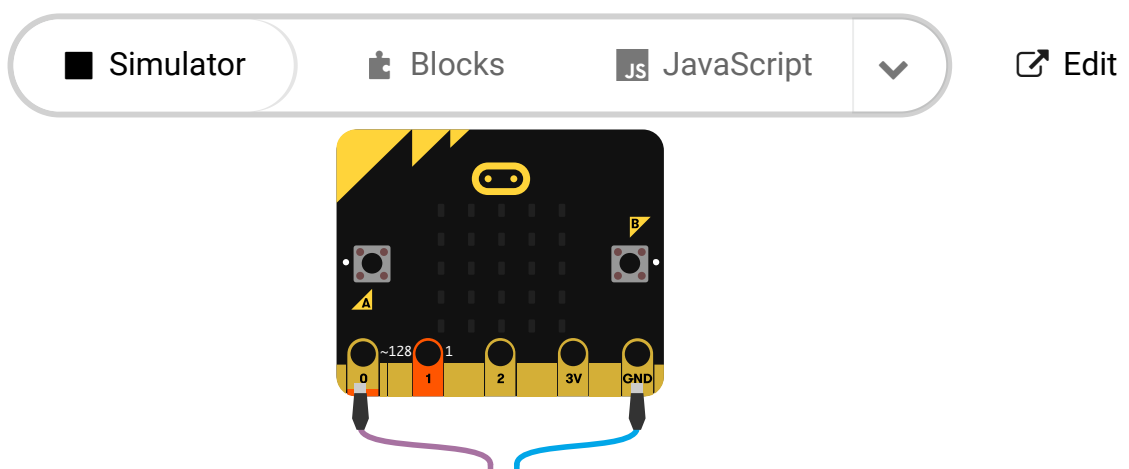 Simulator Blocks JS JavaScript Edit
B
A
~128 1
0 1 2 3V GND